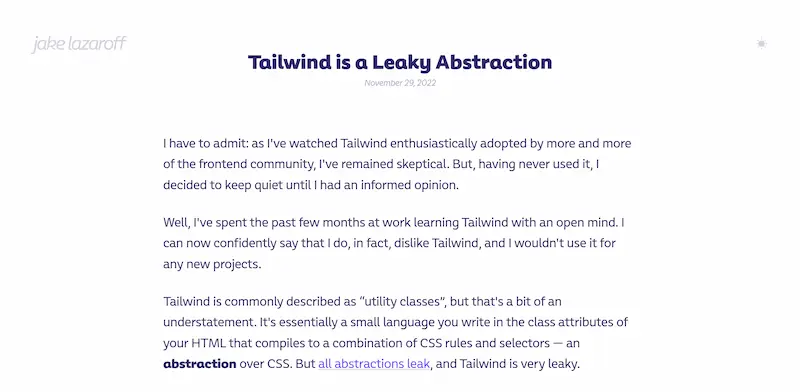 jake lazaroff
Tailwind is a Leaky Abstraction
November 29, 2022
I have to admit: as I've watched Tailwind enthusiastically adopted by more and more
of the frontend community, I've remained skeptical. But, having never used it, I
decided to keep quiet until I had an informed opinion.
Well, I've spent the past few months at work learning Tailwind with an open mind. I
can now confidently say that I do, in fact, dislike Tailwind, and I wouldn't use it for
any new projects.
Tailwind is commonly described as “utility classes”, but that's a bit of an
understatement. It's essentially a small language you write in the class attributes of
your HTML that compiles to a combination of CSS rules and selectors — an
abstraction over CSS. But all abstractions leak, and Tailwind is very leaky.